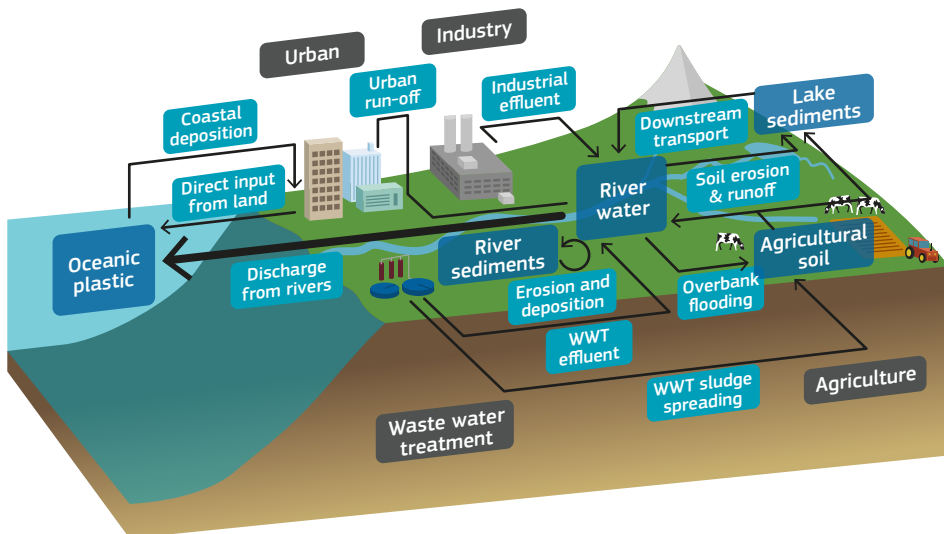 Urban
Industry
Coastal
deposition
Urban
run-off
Industrial
effluent
Downstream
transport
Lake
sediments
Direct input
from land
River
water
Soil erosion
& runoff
Oceanic
plastic
Discharge
from rivers
River
sediments
Agricultural
soil
Erosion and
deposition
Overbank
flooding
WWT
effluent
WWT sludge
spreading
Agriculture
Waste water
treatment